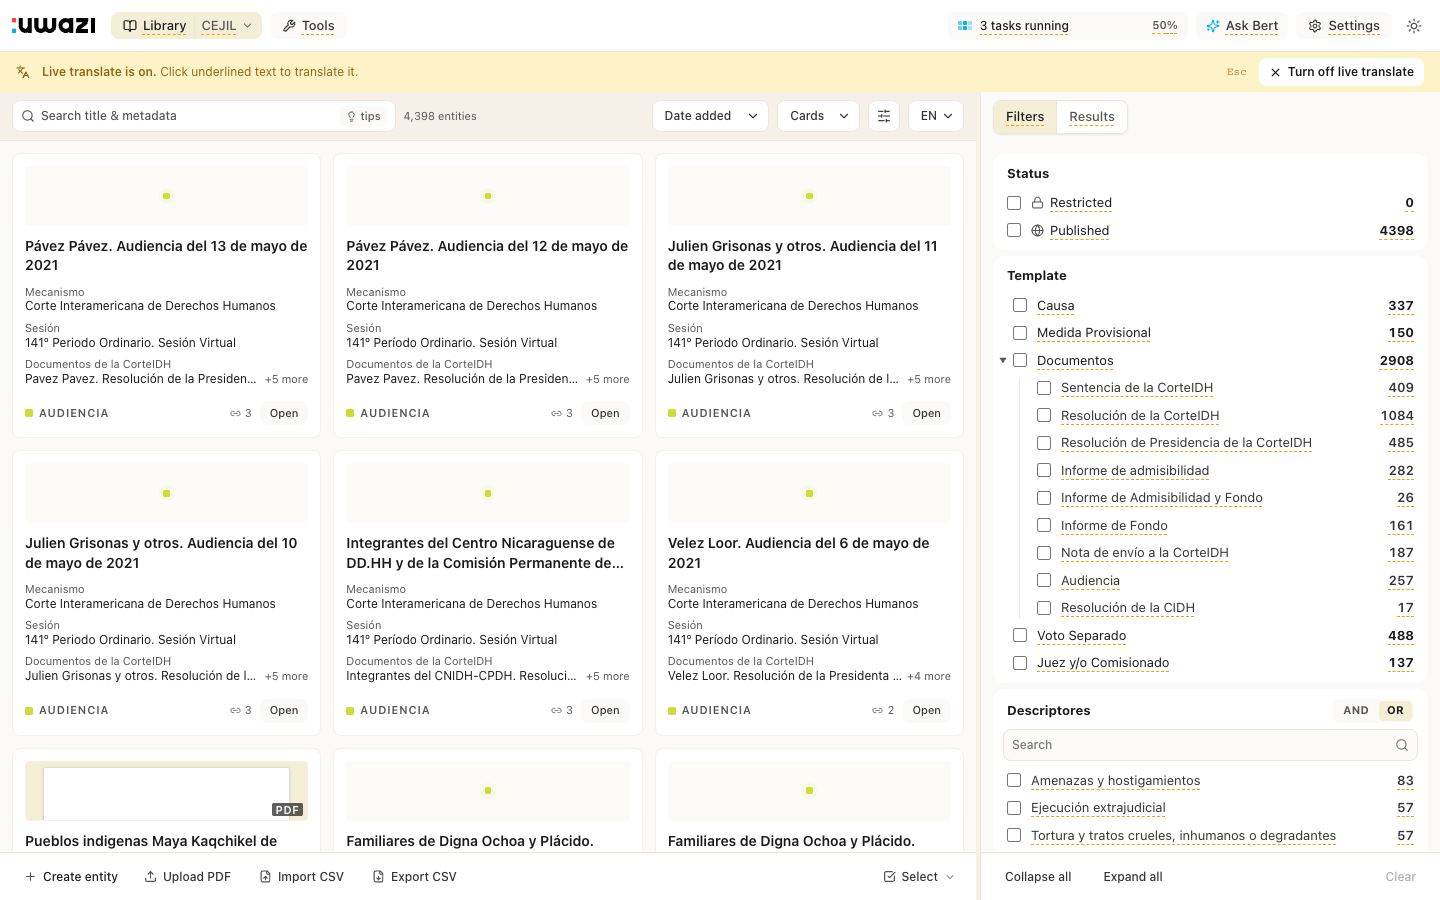 uwazi
Library CEJIL
Tools
3 tasks running 50%
Ask Bert
Settings
Live translate is on. Click underlined text to translate it.
Esc
Turn off live translate
Search title & metadata
tips
4,398 entities
Date added
Cards
EN
Pávez Pávez. Audiencia del 13 de mayo de
2021
Mecanismo
Corte Interamericana de Derechos Humanos
Sesión
141° Periodo Ordinario. Sesión Virtual
Documentos de la CorteIDH
Pavez Pavez. Resolución de la Presiden... +5 more
AUDIENCIA 3 Open
Pávez Pávez. Audiencia del 12 de mayo de
2021
Mecanismo
Corte Interamericana de Derechos Humanos
Sesión
141° Período Ordinario. Sesión Virtual
Documentos de la CorteIDH
Pavez Pavez. Resolución de la Presiden... +5 more
AUDIENCIA 3 Open
Julien Grisonas y otros. Audiencia del 11
de mayo de 2021
Mecanismo
Corte Interamericana de Derechos Humanos
Sesión
141° Período Ordinario. Sesión Virtual
Documentos de la CorteIDH
Julien Grisonas y otros. Resolución de l... +5 more
AUDIENCIA 3 Open
Julien Grisonas y otros. Audiencia del 10
de mayo de 2021
Mecanismo
Corte Interamericana de Derechos Humanos
Sesión
141° Periodo Ordinario. Sesión Virtual
Documentos de la CorteIDH
Julien Grisonas y otros. Resolución de l... +5 more
AUDIENCIA 3 Open
Integrantes del Centro Nicaraguense de
DD.HH y de la Comisión Permanente de...
Mecanismo
Corte Interamericana de Derechos Humanos
Sesión
141° Período Ordinario. Sesión Virtual
Documentos de la CorteIDH
Integrantes del CNIDH-CPDH. Resoluci... +5 more
AUDIENCIA 3 Open
Velez Loor. Audiencia del 6 de mayo de
2021
Mecanismo
Corte Interamericana de Derechos Humanos
Sesión
141° Período Ordinario. Sesión Virtual
Documentos de la CorteIDH
Velez Loor. Resolución de la Presidenta ... +4 more
AUDIENCIA 2 Open
PDF
Pueblos indigenas Maya Kaqchikel de
Familiares de Digna Ochoa y Plácido.
Familiares de Digna Ochoa y Plácido.
Create entity
Upload PDF
Import CSV
Export CSV
Select
Filters
Results
Status
Restricted 0
Published 4398
Template
Causa 337
Medida Provisional 150
Documentos 2908
Sentencia de la CorteIDH 409
Resolución de la CorteIDH 1084
Resolución de Presidencia de la CorteIDH 485
Informe de admisibilidad 282
Informe de Admisibilidad y Fondo 26
Informe de Fondo 161
Nota de envío a la CorteIDH 187
Audiencia 257
Resolución de la CIDH 17
Voto Separado 488
Juez y/o Comisionado 137
Descriptores
AND OR
Search
Amenazas y hostigamientos 83
Ejecución extrajudicial 57
Tortura y tratos crueles, inhumanos o degradantes 57
Collapse all
Expand all
Clear